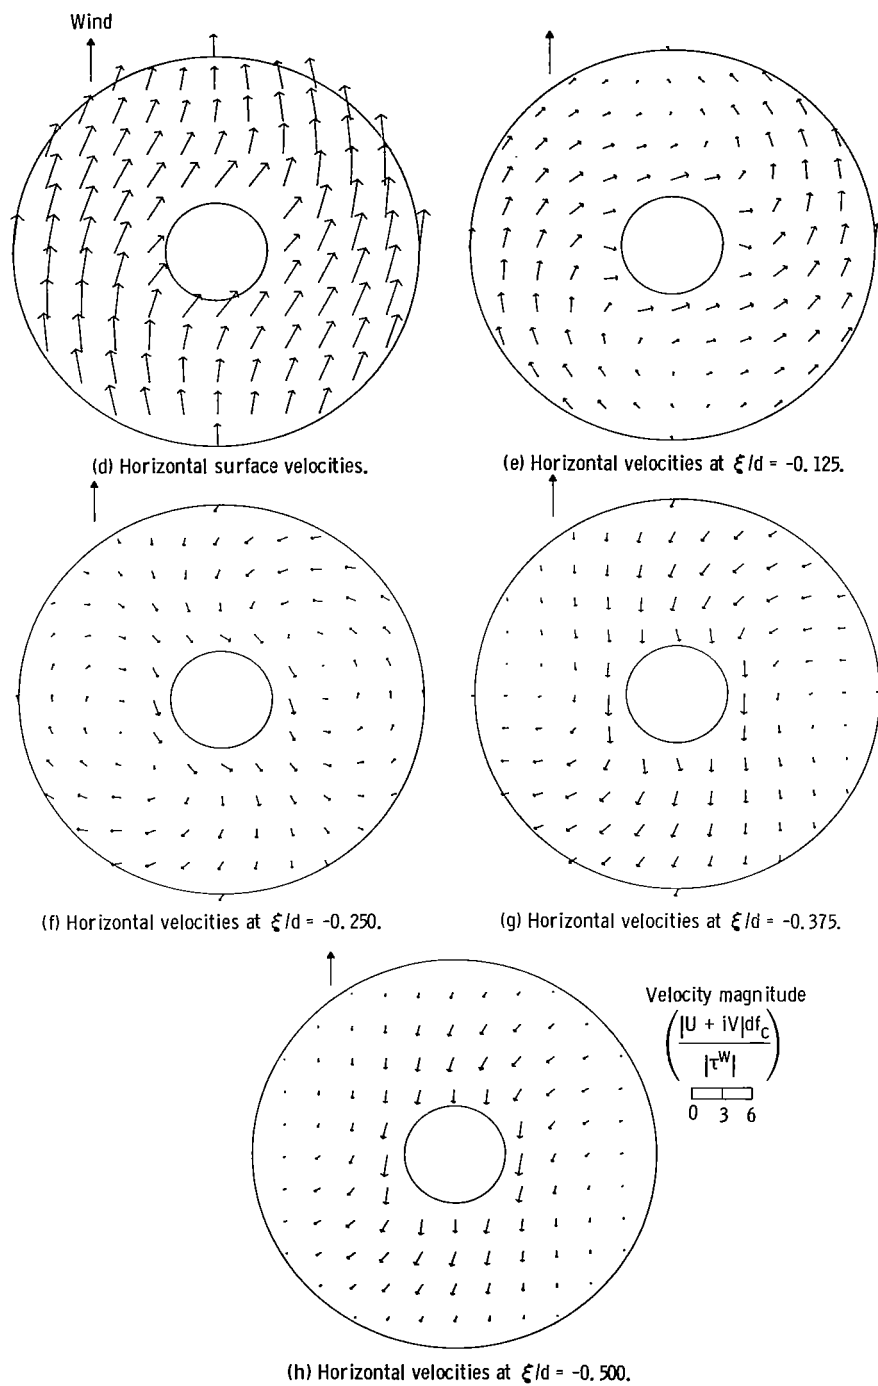 Wind
(d) Horizontal surface velocities.
(e) Horizontal velocities at ξ/d = -0.125.
(f) Horizontal velocities at ξ/d = -0.250.
(g) Horizontal velocities at ξ/d = -0.375.
Velocity magnitude
(|U + iV|df_c
/|τ^W|)
0 3 6
(h) Horizontal velocities at ξ/d = -0.500.